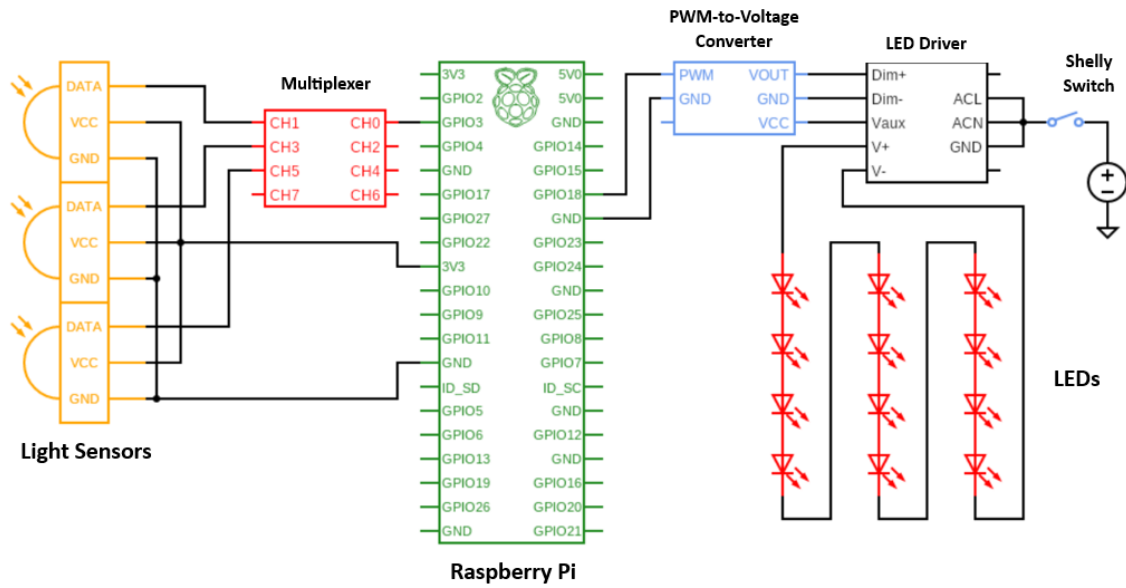 PWM-to-Voltage
Converter
LED Driver
Shelly
Switch
Multiplexer
DATA
VCC
GND
DATA
VCC
GND
DATA
VCC
GND
Light Sensors
CH1 CH0
CH3 CH2
CH5 CH4
CH7 CH6
3V3 5V0
GPIO2 5V0
GPIO3 GND
GPIO4 GPIO14
GND GPIO15
GPIO17 GPIO18
GPIO27 GND
GPIO22 GPIO23
3V3 GPIO24
GPIO10 GND
GPIO9 GPIO25
GPIO11 GPIO8
GND GPIO7
ID_SD ID_SC
GPIO5 GND
GPIO6 GPIO12
GPIO13 GND
GPIO19 GPIO16
GPIO26 GPIO20
GND GPIO21
Raspberry Pi
PWM VOUT
GND GND
VCC
Dim+
Dim- ACL
Vaux ACN
V+ GND
V-
LEDs